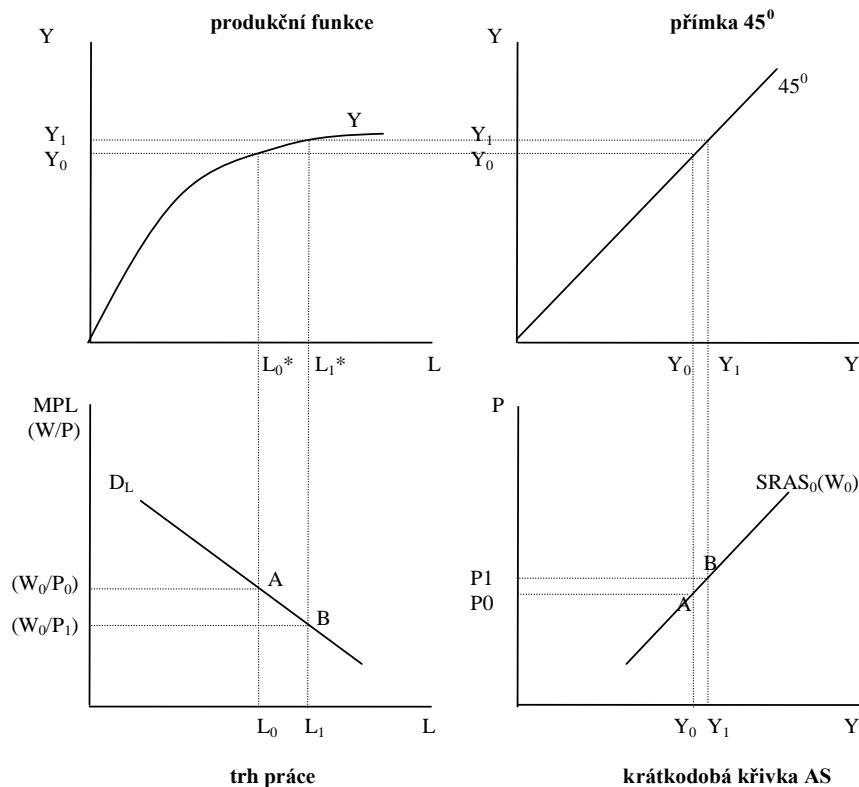 produkční funkce
přímka 45⁰
Y
Y
45⁰
Y₁
Y
Y₁
Y₀
Y₀
L₀*
L₁*
L
Y₀
Y₁
Y
MPL
(W/P)
P
D_L
SRAS₀(W₀)
(W₀/P₀)
A
B
P1
P0
A
(W₀/P₁)
B
L₀
L₁
L
Y₀
Y₁
Y
trh práce
krátkodobá křivka AS